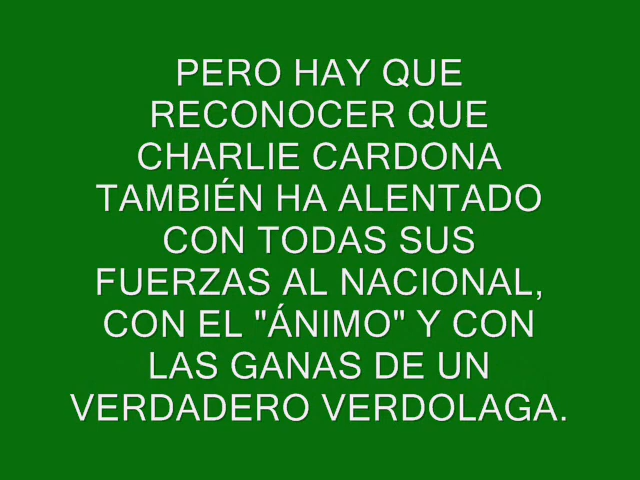 PERO HAY QUE
RECONOCER QUE
CHARLIE CARDONA
TAMBIÉN HA ALENTADO
CON TODAS SUS
FUERZAS AL NACIONAL,
CON EL "ÁNIMO" Y CON
LAS GANAS DE UN
VERDADERO VERDOLAGA.